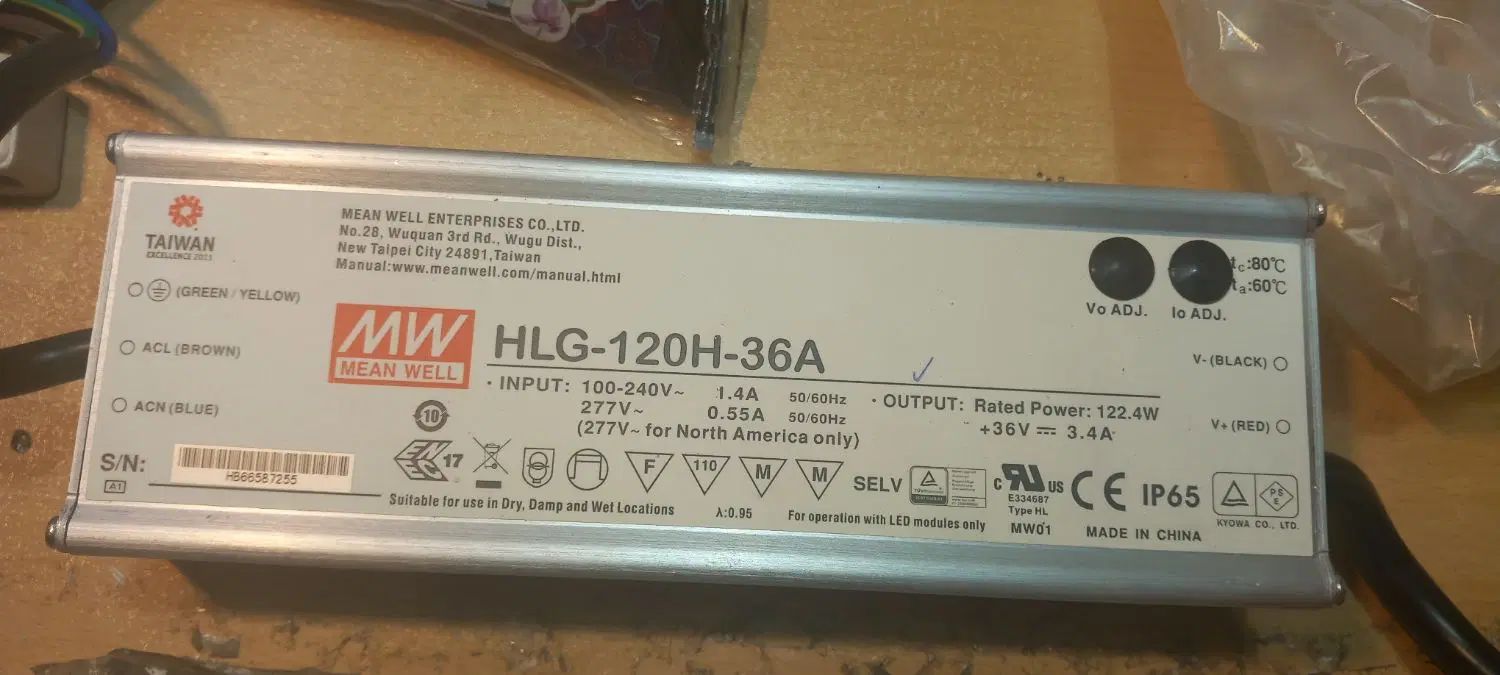 TAIWAN
EXCELLENCE 2013
MEAN WELL ENTERPRISES CO.,LTD.
No.28, Wuquan 3rd Rd., Wugu Dist.,
New Taipei City 24891,Taiwan
Manual:www.meanwell.com/manual.html
tc:80℃
ta:60℃
Vo ADJ.
Io ADJ.
(GREEN / YELLOW)
ACL (BROWN)
ACN (BLUE)
MW
MEAN WELL
HLG-120H-36A
V- (BLACK)
V+ (RED)
· INPUT: 100-240V~ 1.4A 50/60Hz
277V~ 0.55A 50/60Hz
(277V~ for North America only)
· OUTPUT: Rated Power: 122.4W
+36V 3.4A
10
S/N:
HB66587255
A1
ENEC 17
F
110
M
M
SELV
c RU US
E334687
Type HL
MW01
CE
IP65
PS E
KYOWA CO., LTD.
Suitable for use in Dry, Damp and Wet Locations
λ:0.95
For operation with LED modules only
MADE IN CHINA